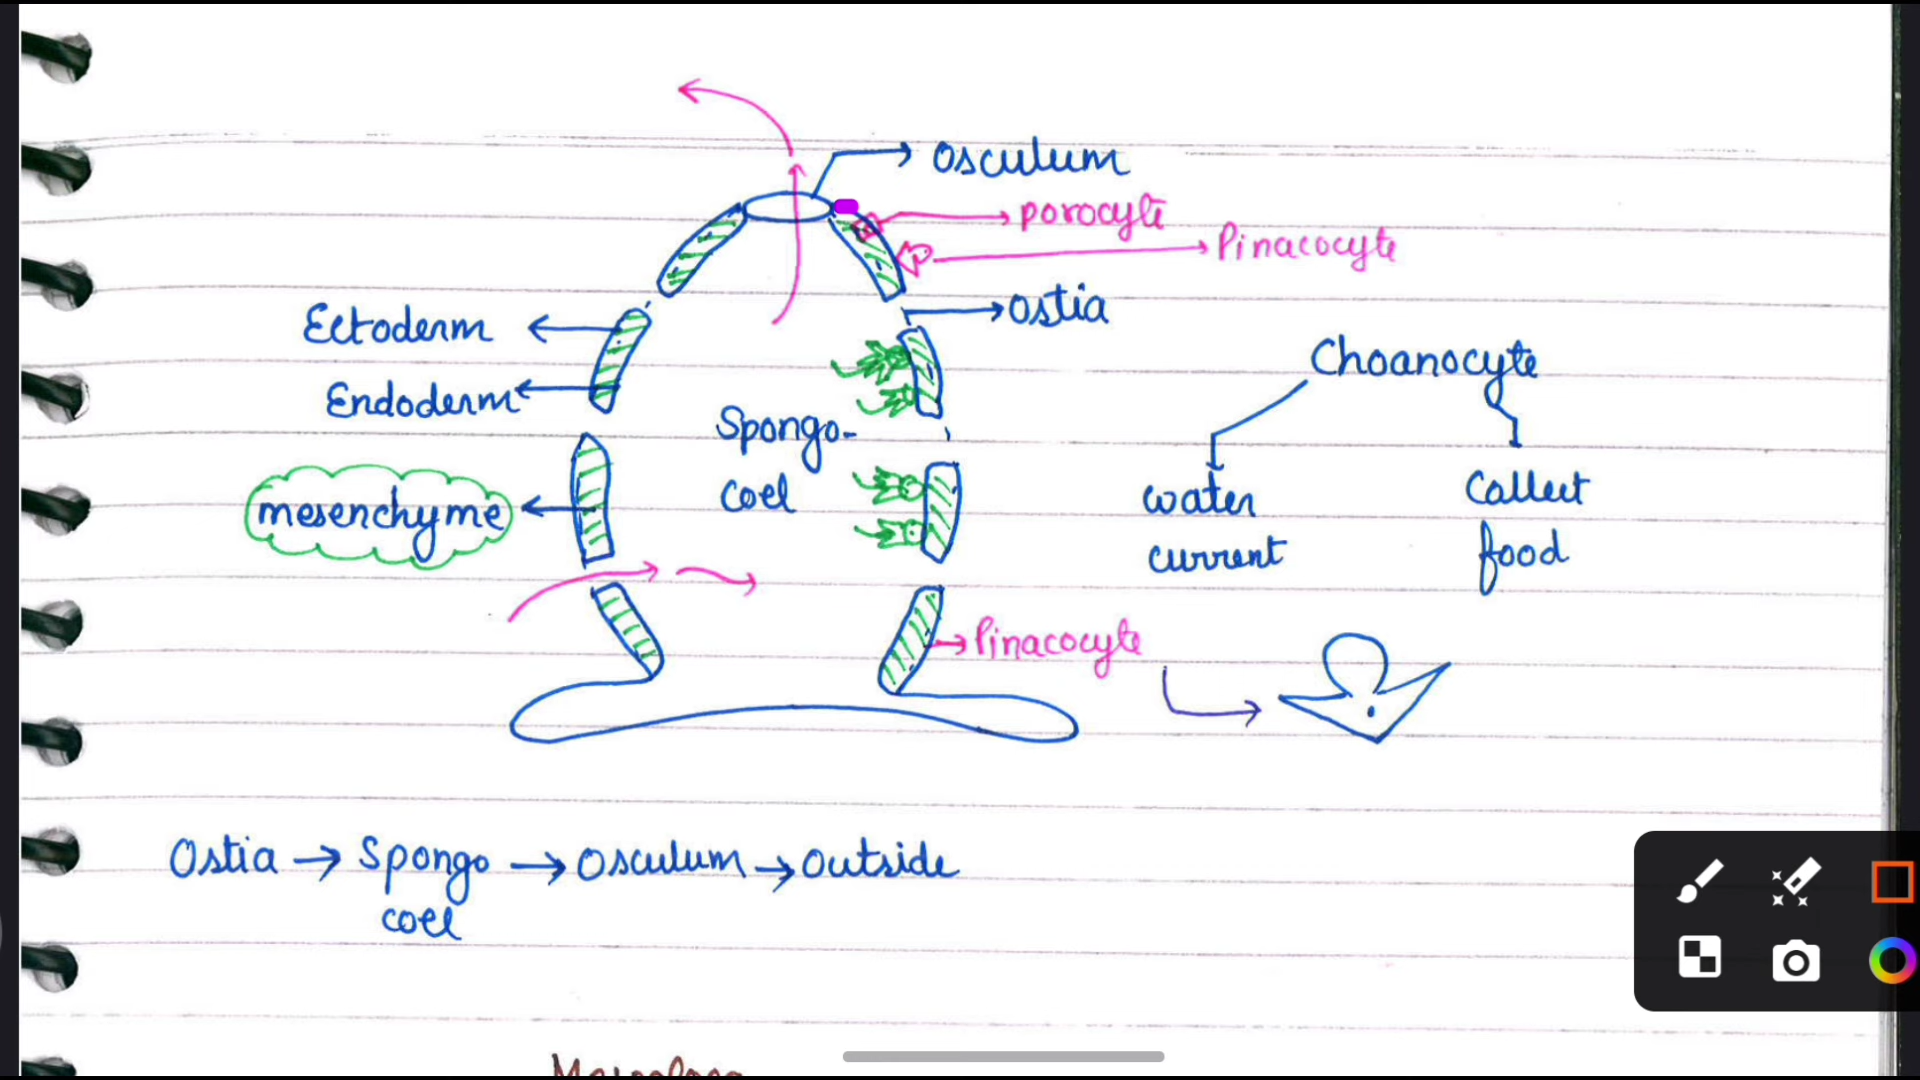 Osculum
porocyte
Pinacocyte
Ectoderm
Ostia
Choanocyte
Endoderm
Spongo-
coel
mesenchyme
water
current
Collect
food
Pinacocyte
Ostia → Spongo → Osculum → Outside
coel